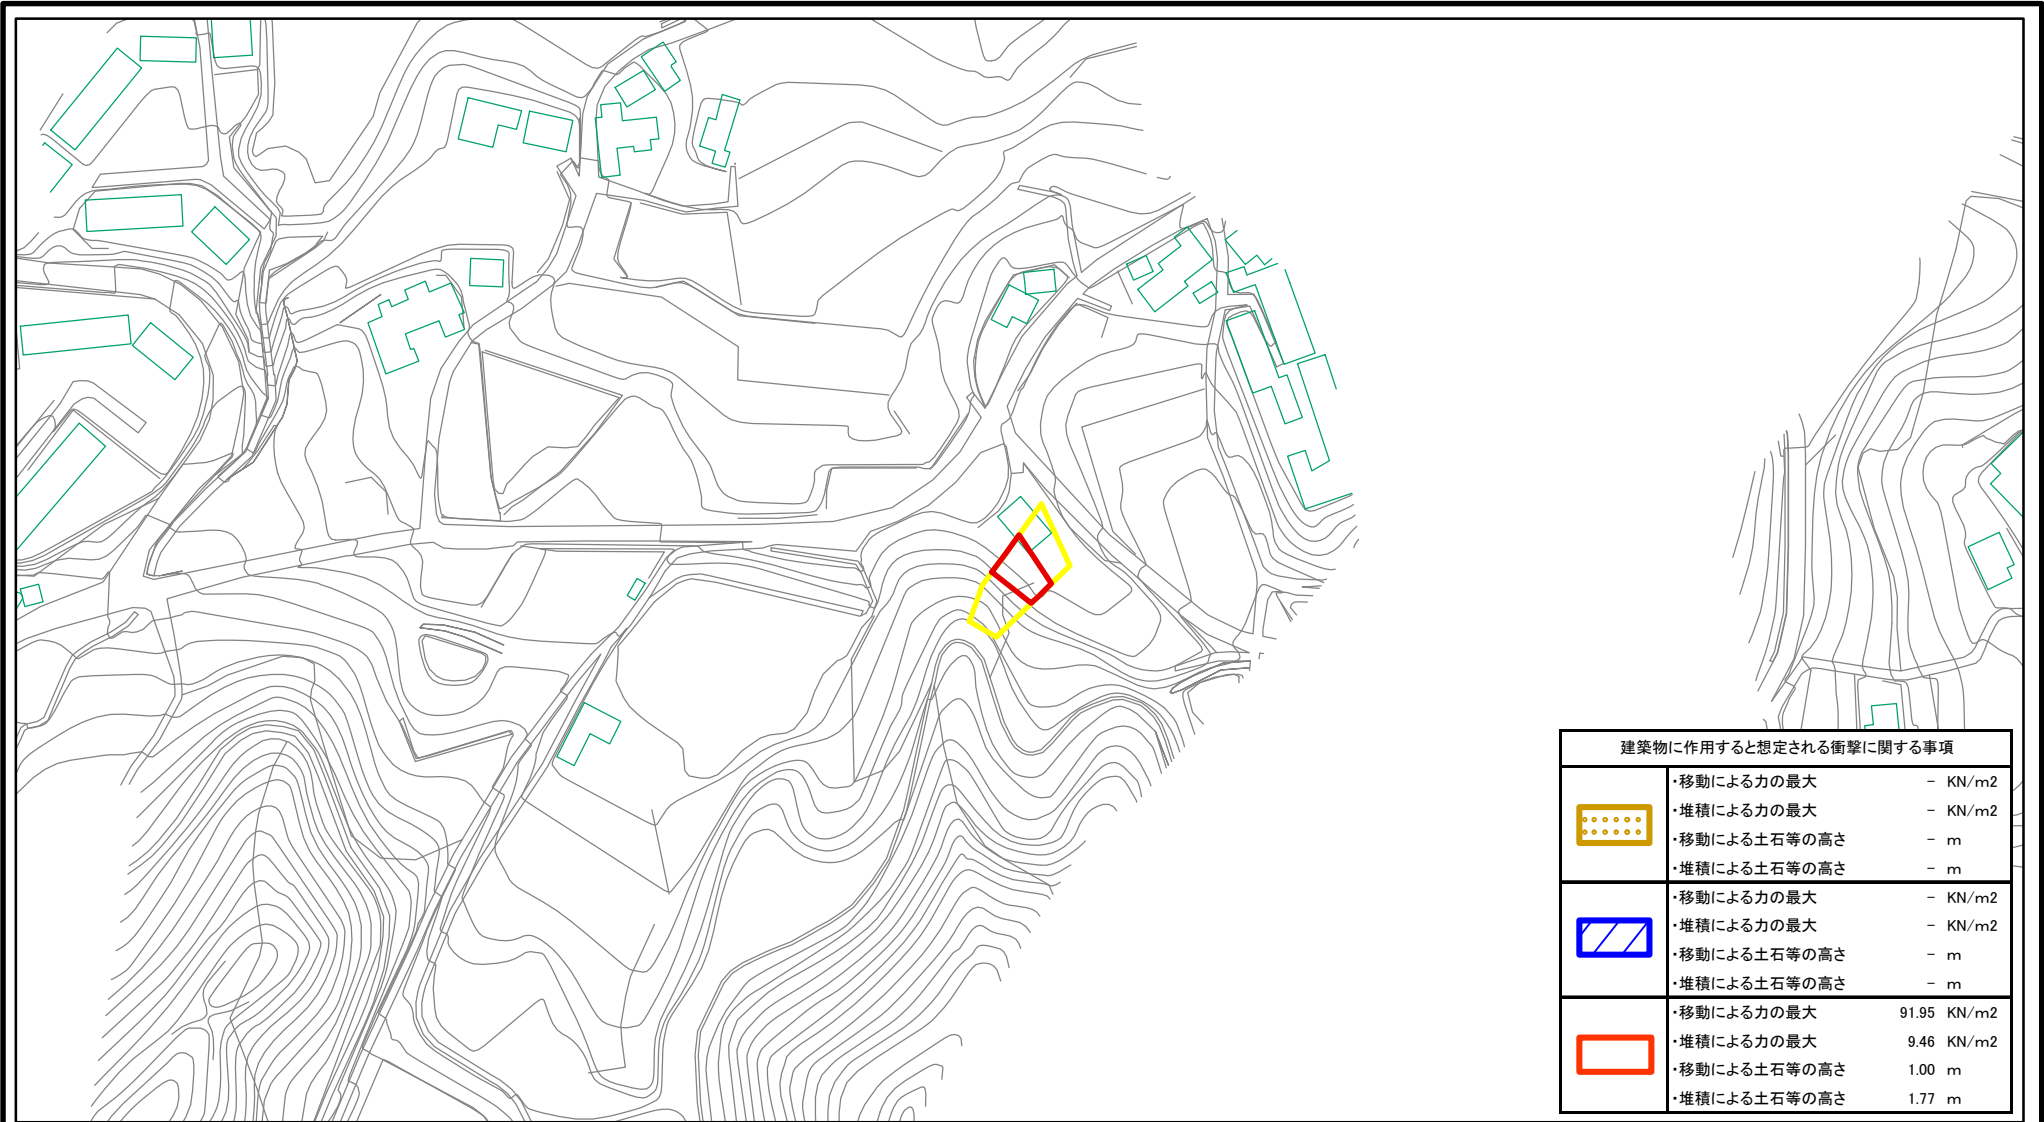 建築物に作用すると想定される衝撃に関する事項
・移動による力の最大 － KN/m2
・堆積による力の最大 － KN/m2
・移動による土石等の高さ － m
・堆積による土石等の高さ － m
・移動による力の最大 － KN/m2
・堆積による力の最大 － KN/m2
・移動による土石等の高さ － m
・堆積による土石等の高さ － m
・移動による力の最大 91.95 KN/m2
・堆積による力の最大 9.46 KN/m2
・移動による土石等の高さ 1.00 m
・堆積による土石等の高さ 1.77 m